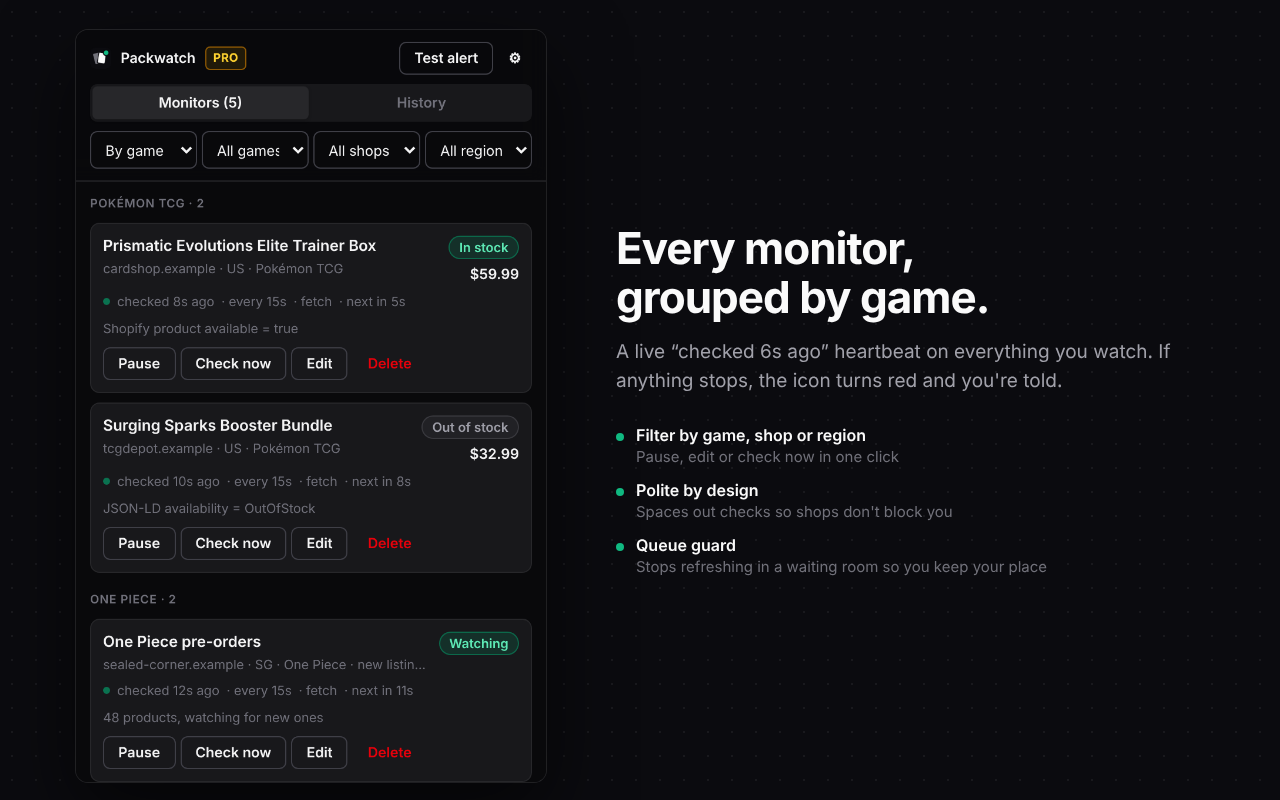 Packwatch PRO Test alert
Monitors (5) History
By game All games All shops All region
POKÉMON TCG · 2
Prismatic Evolutions Elite Trainer Box In stock
cardshop.example · US · Pokémon TCG $59.99
checked 8s ago · every 15s · fetch · next in 5s
Shopify product available = true
Pause Check now Edit Delete
Surging Sparks Booster Bundle Out of stock
tcgdepot.example · US · Pokémon TCG $32.99
checked 10s ago · every 15s · fetch · next in 8s
JSON-LD availability = OutOfStock
Pause Check now Edit Delete
ONE PIECE · 2
One Piece pre-orders Watching
sealed-corner.example · SG · One Piece · new listin...
checked 12s ago · every 15s · fetch · next in 11s
48 products, watching for new ones
Pause Check now Edit Delete
Every monitor,
grouped by game.
A live “checked 6s ago” heartbeat on everything you watch. If
anything stops, the icon turns red and you're told.
Filter by game, shop or region
Pause, edit or check now in one click
Polite by design
Spaces out checks so shops don't block you
Queue guard
Stops refreshing in a waiting room so you keep your place